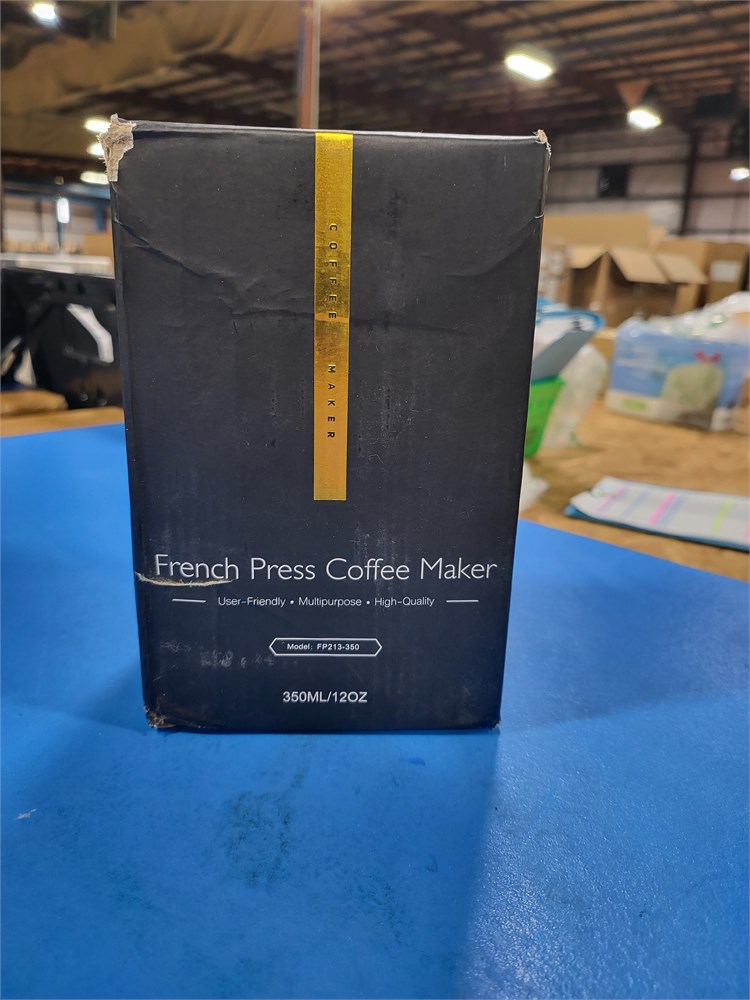 COFFEE MAKER
French Press Coffee Maker
User-Friendly • Multipurpose • High-Quality
Model: FP213-350
350ML/12OZ